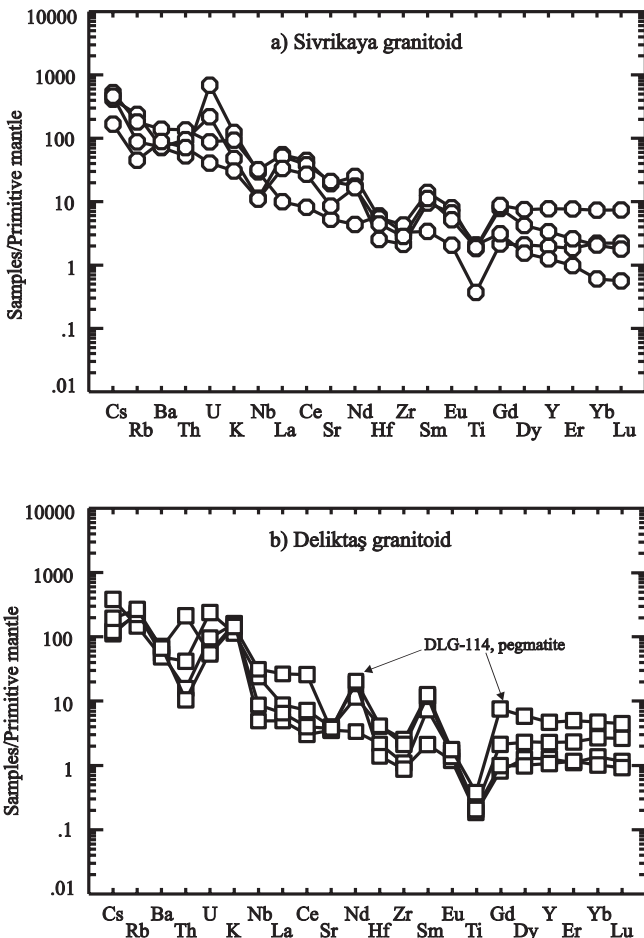 10000
a) Sivrikaya granitoid
1000
100
10
1
.1
.01
Samples/Primitive mantle
Cs Ba U Nb Ce Nd Zr Eu Gd Y Yb
Rb Th K La Sr Hf Sm Ti Dy Er Lu
10000
b) Deliktaş granitoid
1000
100
DLG-114, pegmatite
10
1
.1
.01
Samples/Primitive mantle
Cs Ba U Nb Ce Nd Zr Eu Gd Y Yb
Rb Th K La Sr Hf Sm Ti Dy Er Lu